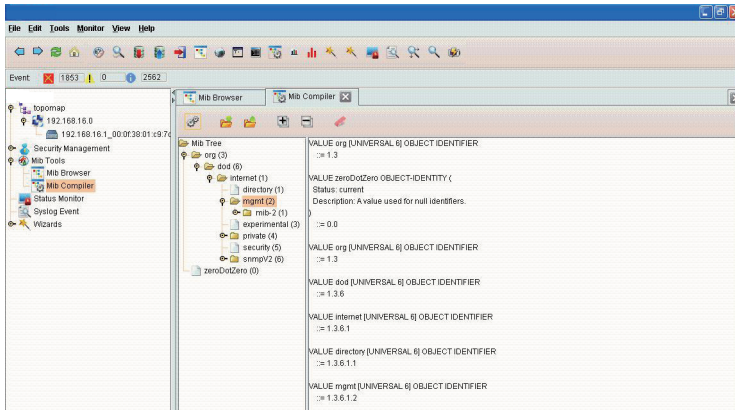 File Edit Tools Monitor View Help
Event 1853 0 2562
topomap
192.168.16.0
192.168.16.1_00:0f:38:01:c9:7c
Security Management
Mib Tools
Mib Browser
Mib Compiler
Status Monitor
Syslog Event
Wizards
Mib Browser Mib Compiler
Mib Tree
org (3)
dod (6)
internet (1)
directory (1)
mgmt (2)
mib-2 (1)
experimental (3)
private (4)
security (5)
snmpV2 (6)
zeroDotZero (0)
VALUE org [UNIVERSAL 6] OBJECT IDENTIFIER
::= 1.3
VALUE zeroDotZero OBJECT-IDENTITY {
Status: current
Description: A value used for null identifiers.
}
::= 0.0
VALUE org [UNIVERSAL 6] OBJECT IDENTIFIER
::= 1.3
VALUE dod [UNIVERSAL 6] OBJECT IDENTIFIER
::= 1.3.6
VALUE internet [UNIVERSAL 6] OBJECT IDENTIFIER
::= 1.3.6.1
VALUE directory [UNIVERSAL 6] OBJECT IDENTIFIER
::= 1.3.6.1.1
VALUE mgmt [UNIVERSAL 6] OBJECT IDENTIFIER
::= 1.3.6.1.2